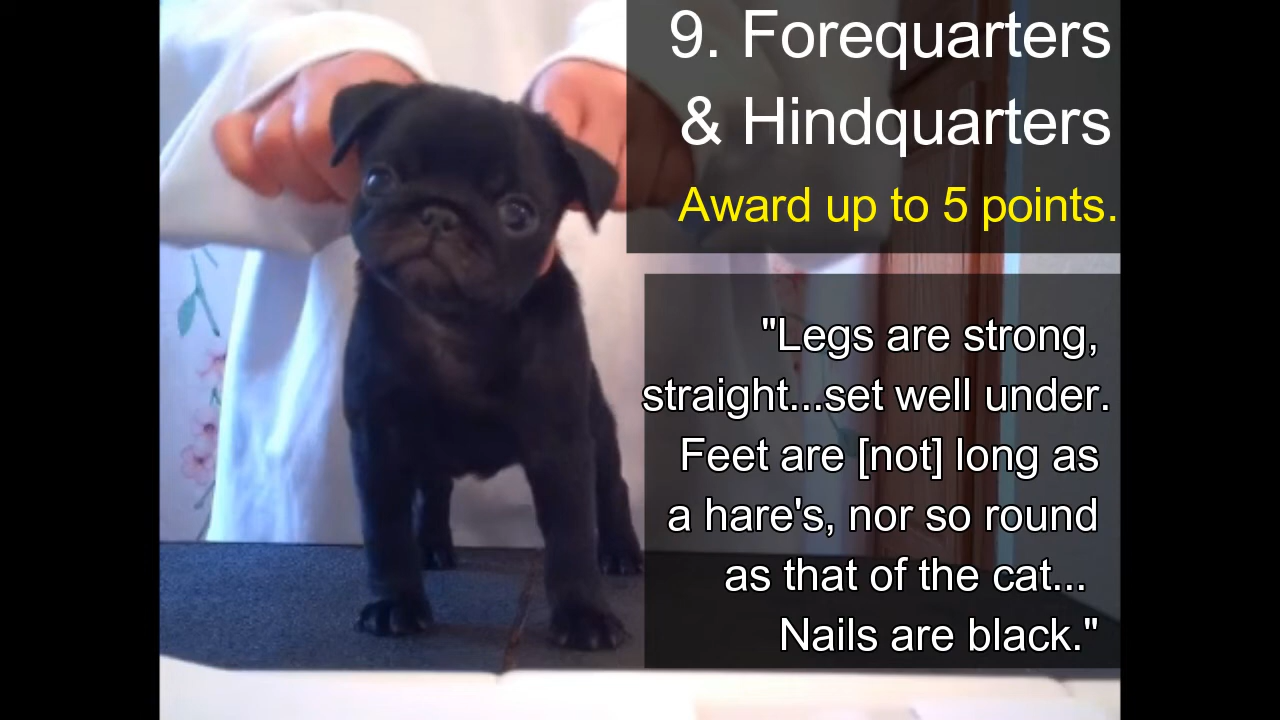 9. Forequarters
& Hindquarters
Award up to 5 points.
"Legs are strong,
straight...set well under.
Feet are [not] long as
a hare's, nor so round
as that of the cat...
Nails are black."